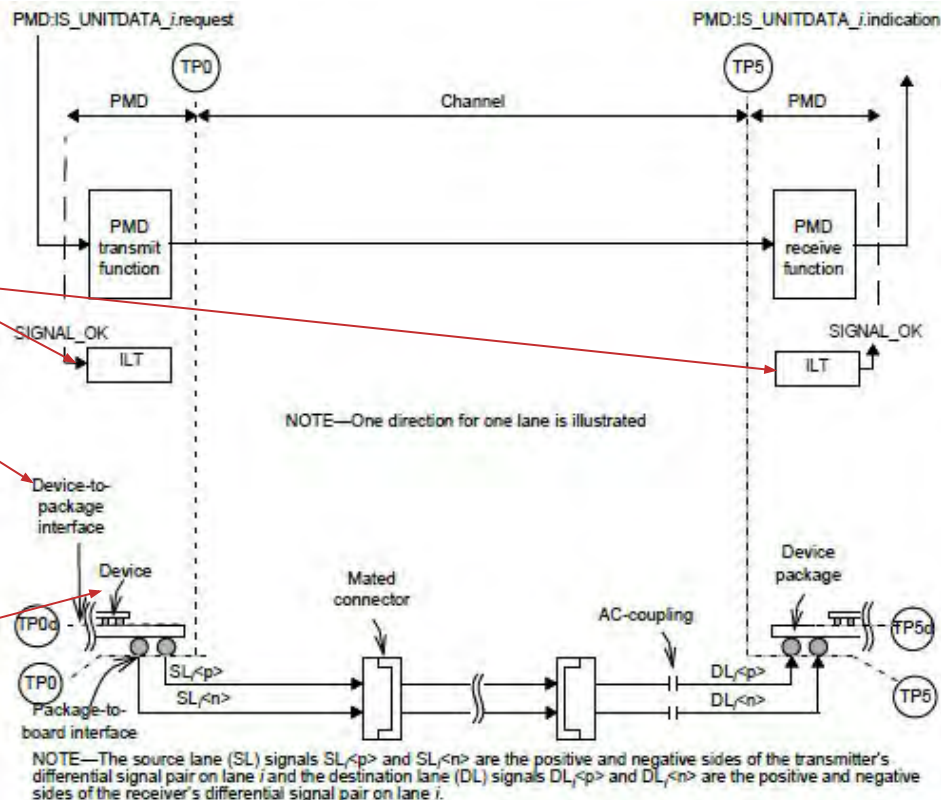 PMD:IS_UNITDATA_i.request
PMD:IS_UNITDATA_i.indication
TP0
TP5
PMD
Channel
PMD
PMD
transmit
function
PMD
receive
function
SIGNAL_OK
ILT
SIGNAL_OK
ILT
NOTE—One direction for one lane is illustrated
Device-to-
package
interface
Device
Mated
connector
AC-coupling
Device
package
TP0d
TP5d
TP0
TP5
SLi<p>
SLi<n>
DLi<p>
DLi<n>
Package-to-
board interface
NOTE—The source lane (SL) signals SLi<p> and SLi<n> are the positive and negative sides of the transmitter's
differential signal pair on lane i and the destination lane (DL) signals DLi<p> and DLi<n> are the positive and negative
sides of the receiver's differential signal pair on lane i.